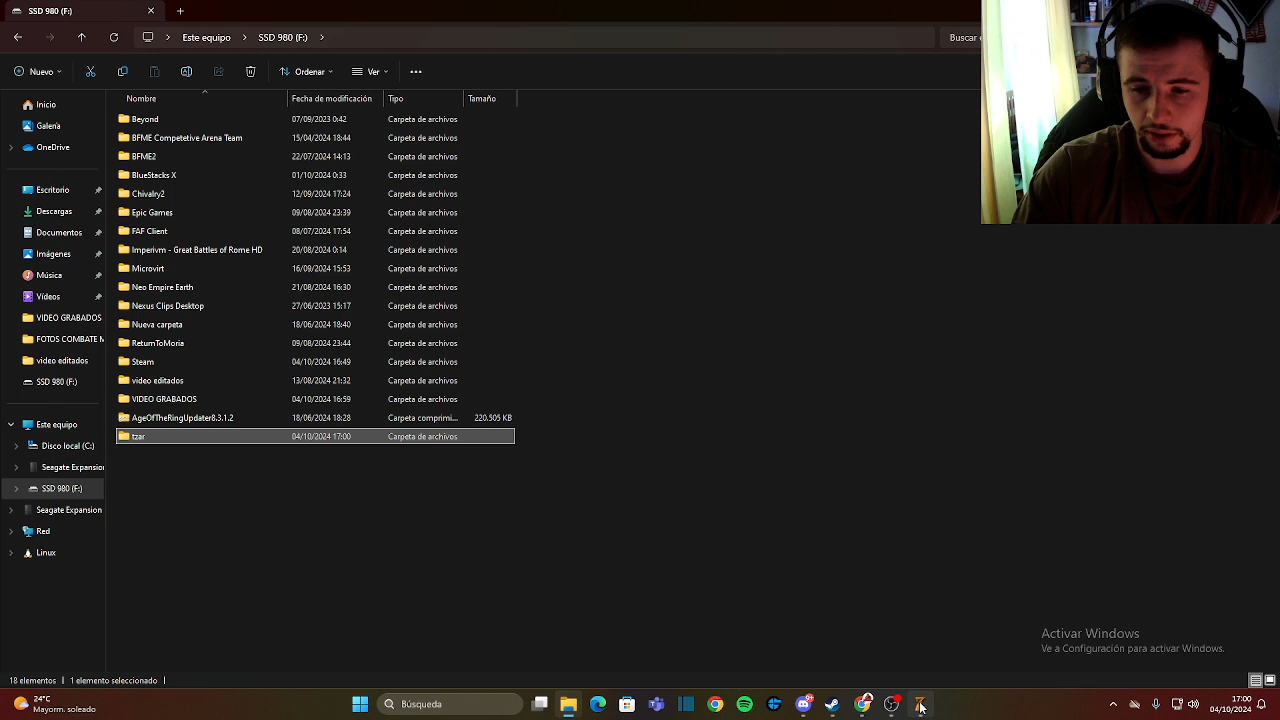 SSD 980 (F:)
Este equipo
SSD 980 (F:)
Buscar e
Nuevo
Ordenar
Ver
Nombre
Fecha de modificación
Tipo
Tamaño
Inicio
Galería
OneDrive
Escritorio
Descargas
Documentos
Imágenes
Música
Vídeos
VIDEO GRABADOS
FOTOS COMBATE M
video editados
SSD 980 (F:)
Este equipo
Disco local (C:)
Seagate Expansion
SSD 980 (F:)
Seagate Expansion
Red
Linux
Beyond 07/09/2023 0:42 Carpeta de archivos
BFME Competetive Arena Team 15/04/2024 18:44 Carpeta de archivos
BFME2 22/07/2024 14:13 Carpeta de archivos
BlueStacks X 01/10/2024 0:33 Carpeta de archivos
Chivalry2 12/09/2024 17:24 Carpeta de archivos
Epic Games 09/08/2024 23:39 Carpeta de archivos
FAF Client 08/07/2024 17:54 Carpeta de archivos
Imperivm - Great Battles of Rome HD 20/08/2024 0:14 Carpeta de archivos
Microvirt 16/09/2024 15:53 Carpeta de archivos
Neo Empire Earth 21/08/2024 16:30 Carpeta de archivos
Nexus Clips Desktop 27/06/2023 15:17 Carpeta de archivos
Nueva carpeta 18/06/2024 18:40 Carpeta de archivos
ReturnToMoria 09/08/2024 23:44 Carpeta de archivos
Steam 04/10/2024 16:49 Carpeta de archivos
video editados 13/08/2024 21:32 Carpeta de archivos
VIDEO GRABADOS 04/10/2024 16:59 Carpeta de archivos
AgeOfTheRingUpdater8.3.1.2 18/06/2024 18:28 Carpeta comprimi... 220.505 KB
tzar 04/10/2024 17:00 Carpeta de archivos
Activar Windows
Ve a Configuración para activar Windows.
18 elementos
1 elemento seleccionado
24°C
Mayorm. soleado
Búsqueda
17:00
04/10/2024